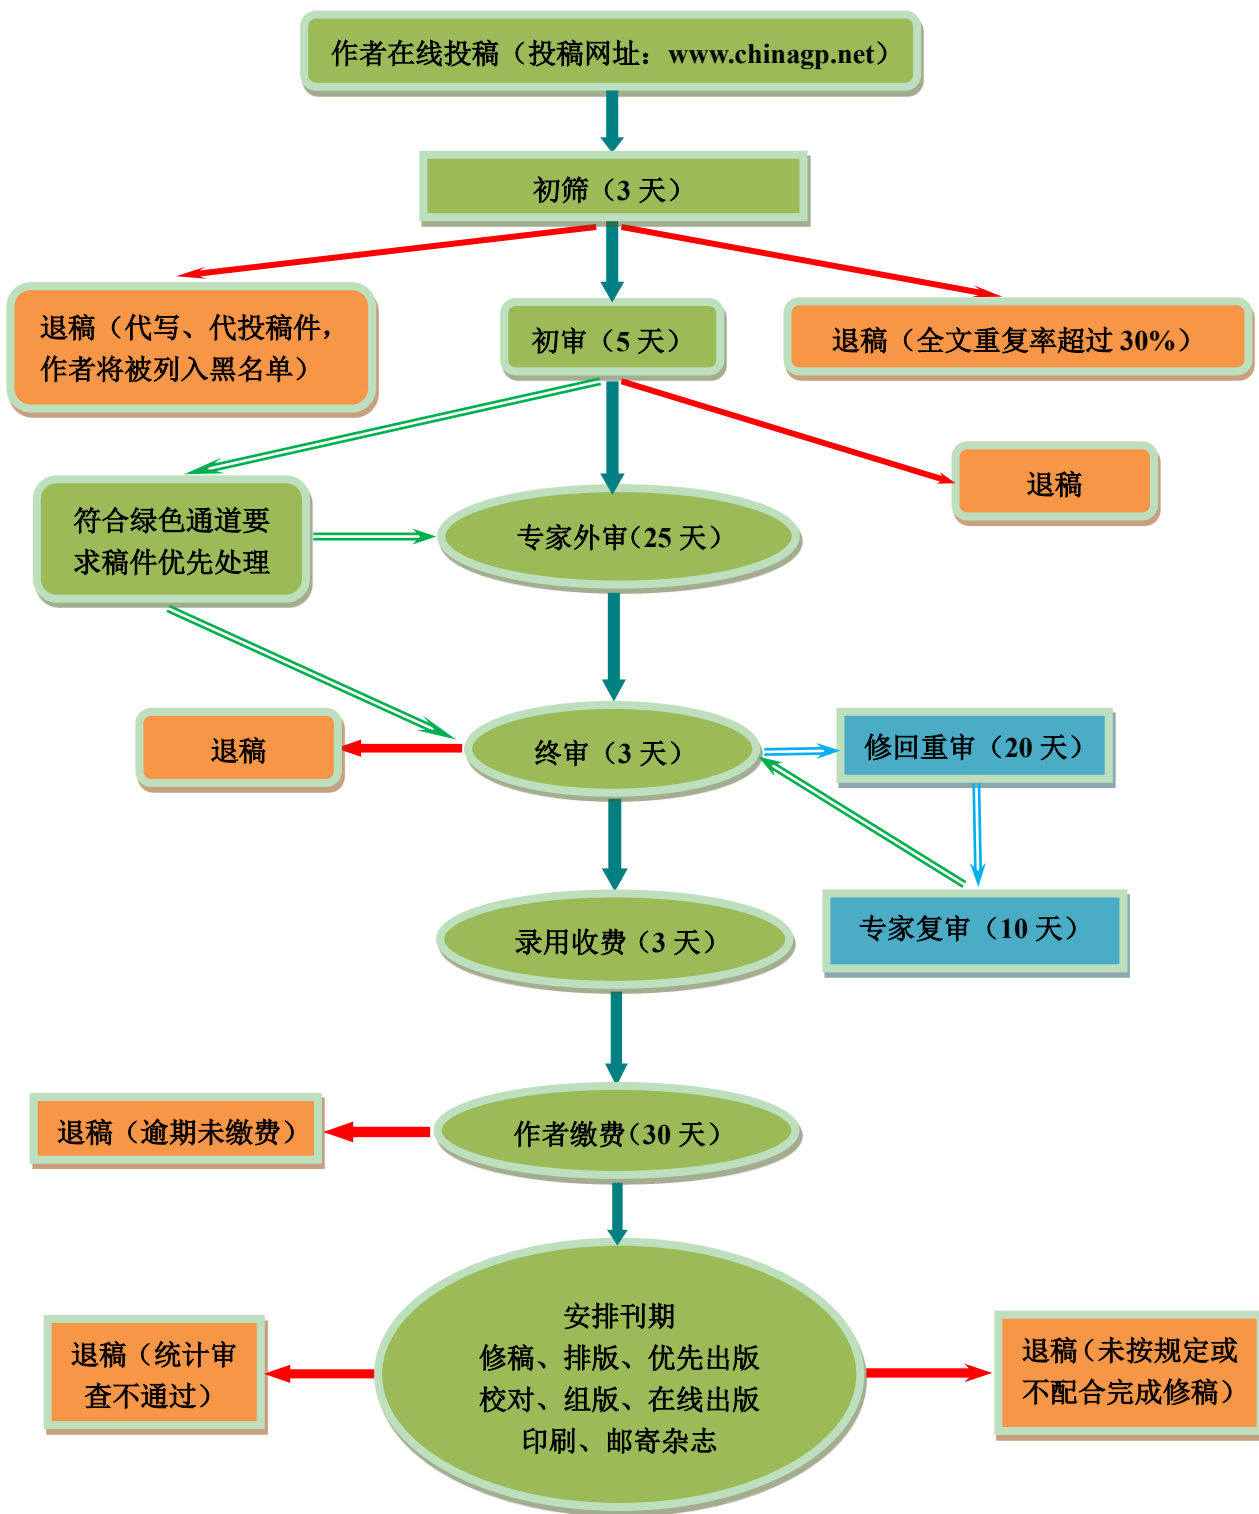 作者在线投稿（投稿网址：www.chinagp.net）
初筛（3 天）
退稿（代写、代投稿件，
作者将被列入黑名单）
初审（5 天）
退稿（全文重复率超过 30%）
退稿
符合绿色通道要
求稿件优先处理
专家外审（25 天）
退稿
终审（3 天）
修回重审（20 天）
录用收费（3 天）
专家复审（10 天）
退稿（逾期未缴费）
作者缴费（30 天）
退稿（统计审
查不通过）
安排刊期
修稿、排版、优先出版
校对、组版、在线出版
印刷、邮寄杂志
退稿（未按规定或
不配合完成修稿）